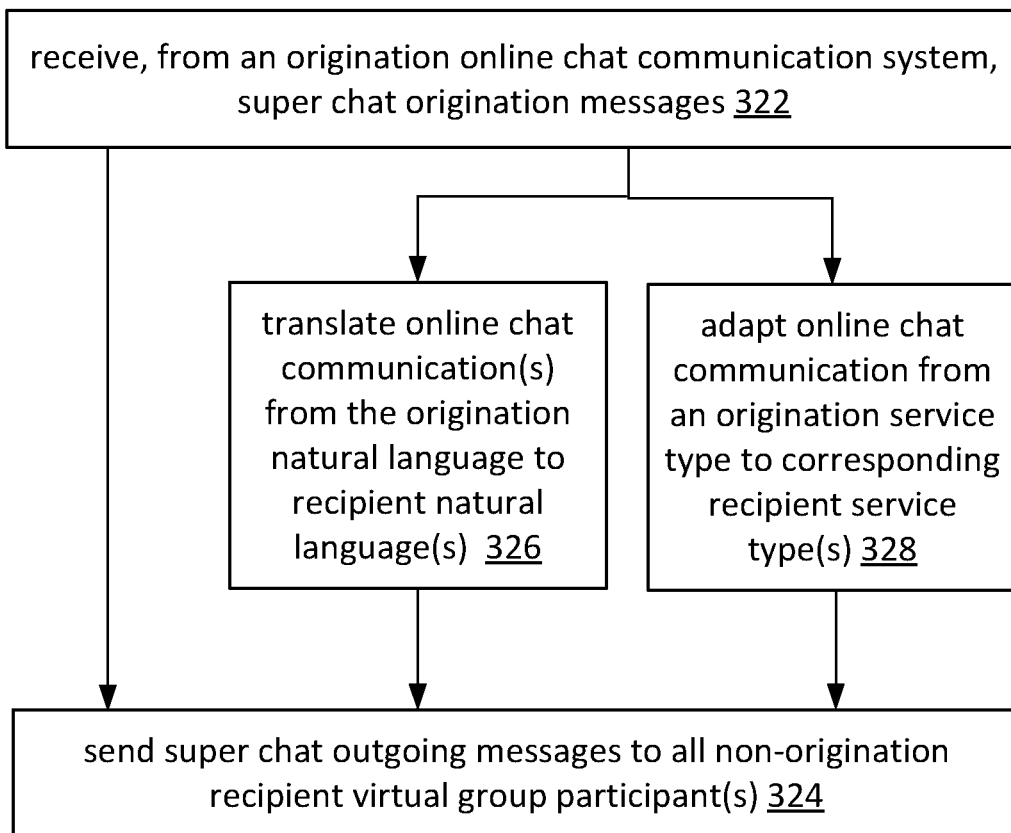 receive, from an origination online chat communication system,
super chat origination messages 322
translate online chat
communication(s)
from the origination
natural language to
recipient natural
language(s) 326
adapt online chat
communication from
an origination service
type to corresponding
recipient service
type(s) 328
send super chat outgoing messages to all non-origination
recipient virtual group participant(s) 324